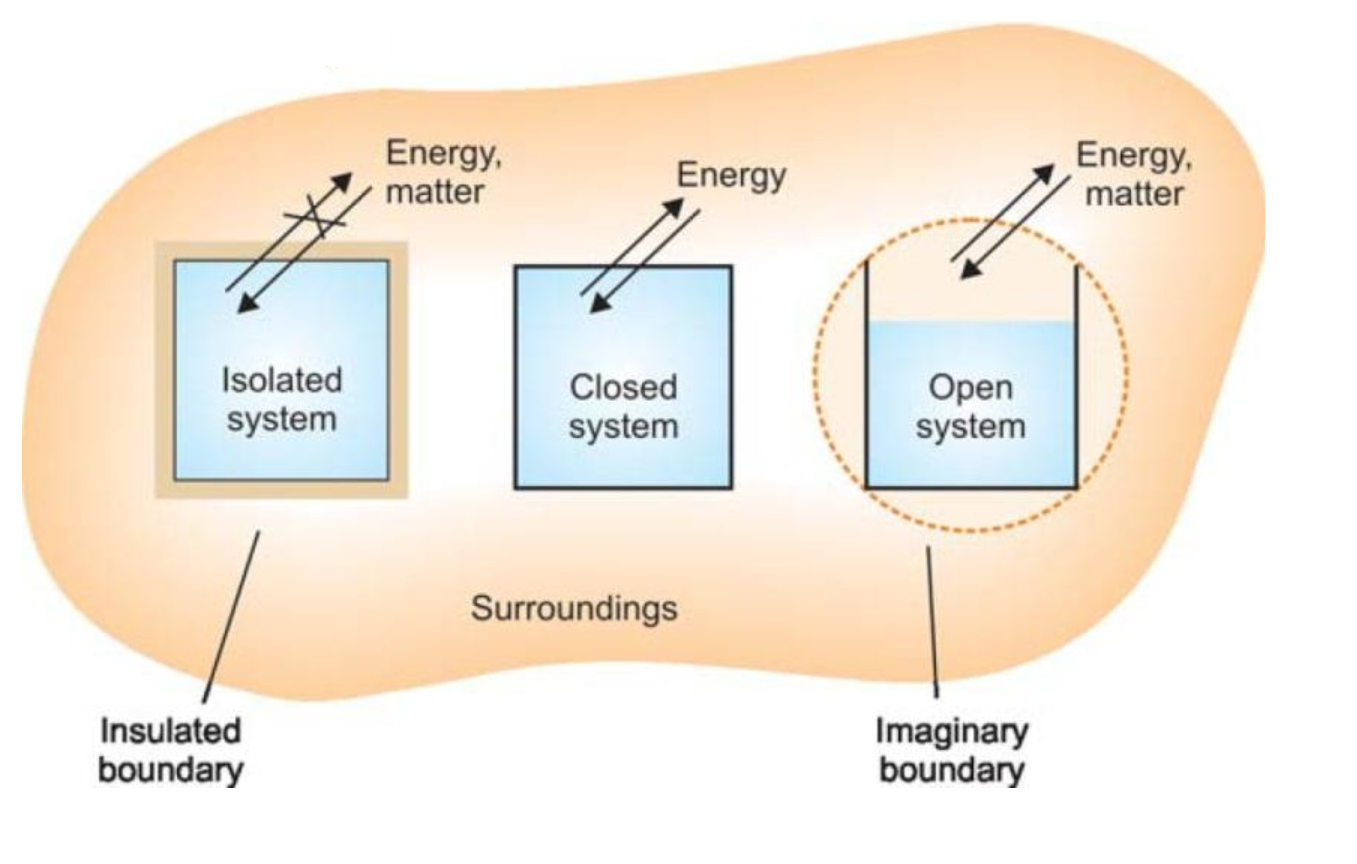 Energy,
matter
Energy
Energy,
matter
Isolated
system
Closed
system
Open
system
Surroundings
Insulated
boundary
Imaginary
boundary